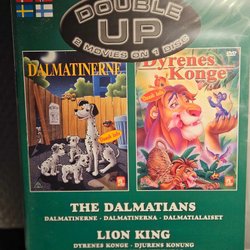 DOUBLE
UP
2 MOVIES ON 1 DISC
DALMATINERNE
Dyrenes
Konge
THE DALMATIANS
DALMATINERNE - DALMATINERNA - DALMATIALAISET
LION KING
DYRENES KONGE - DJURENS KONUNG